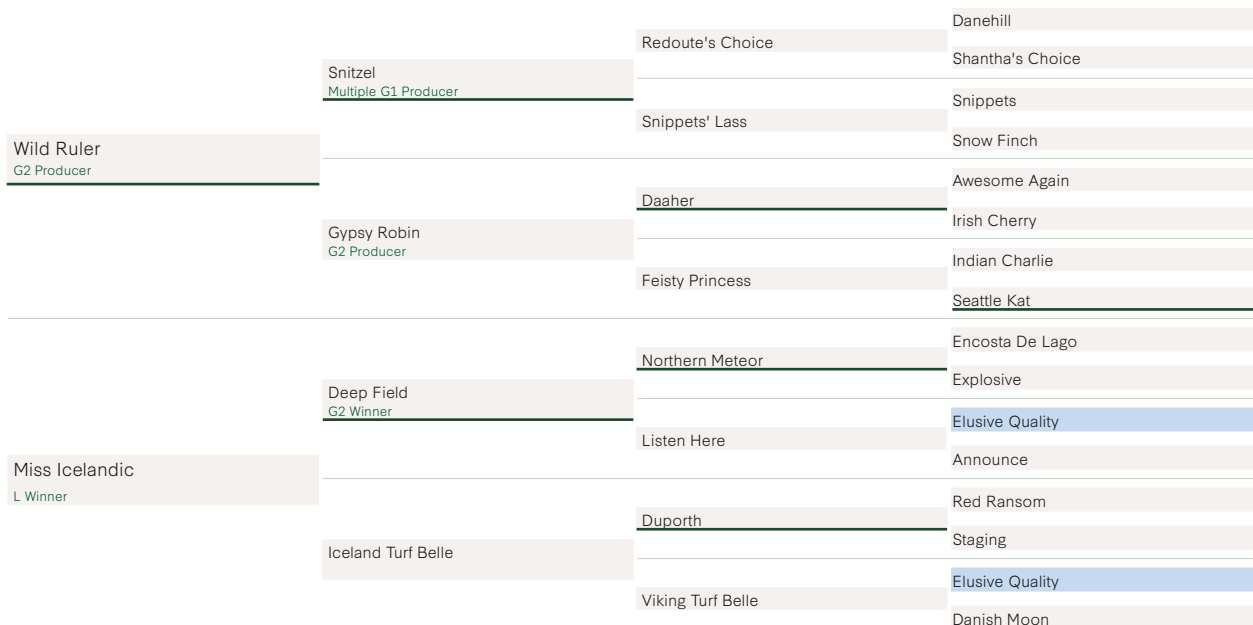 Wild Ruler
G2 Producer
Miss Icelandic
L Winner
Snitzel
Multiple G1 Producer
Gypsy Robin
G2 Producer
Deep Field
G2 Winner
Iceland Turf Belle
Redoute's Choice
Snippets' Lass
Daaher
Feisty Princess
Northern Meteor
Listen Here
Duporth
Viking Turf Belle
Danehill
Shantha's Choice
Snippets
Snow Finch
Awesome Again
Irish Cherry
Indian Charlie
Seattle Kat
Encosta De Lago
Explosive
Elusive Quality
Announce
Red Ransom
Staging
Elusive Quality
Danish Moon